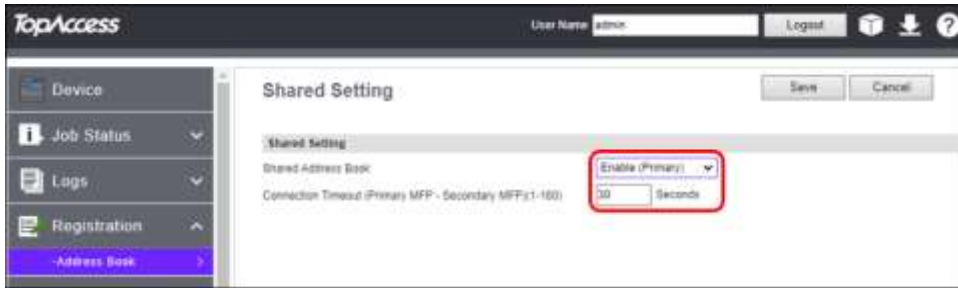 TopAccess
User Name admin Logout
Device
Job Status
Logs
Registration
-Address Book
Shared Setting
Save Cancel
Shared Setting
Shared Address Book Enable (Primary)
Connection Timeout (Primary MFP - Secondary MFP)(1-180) 30 Seconds